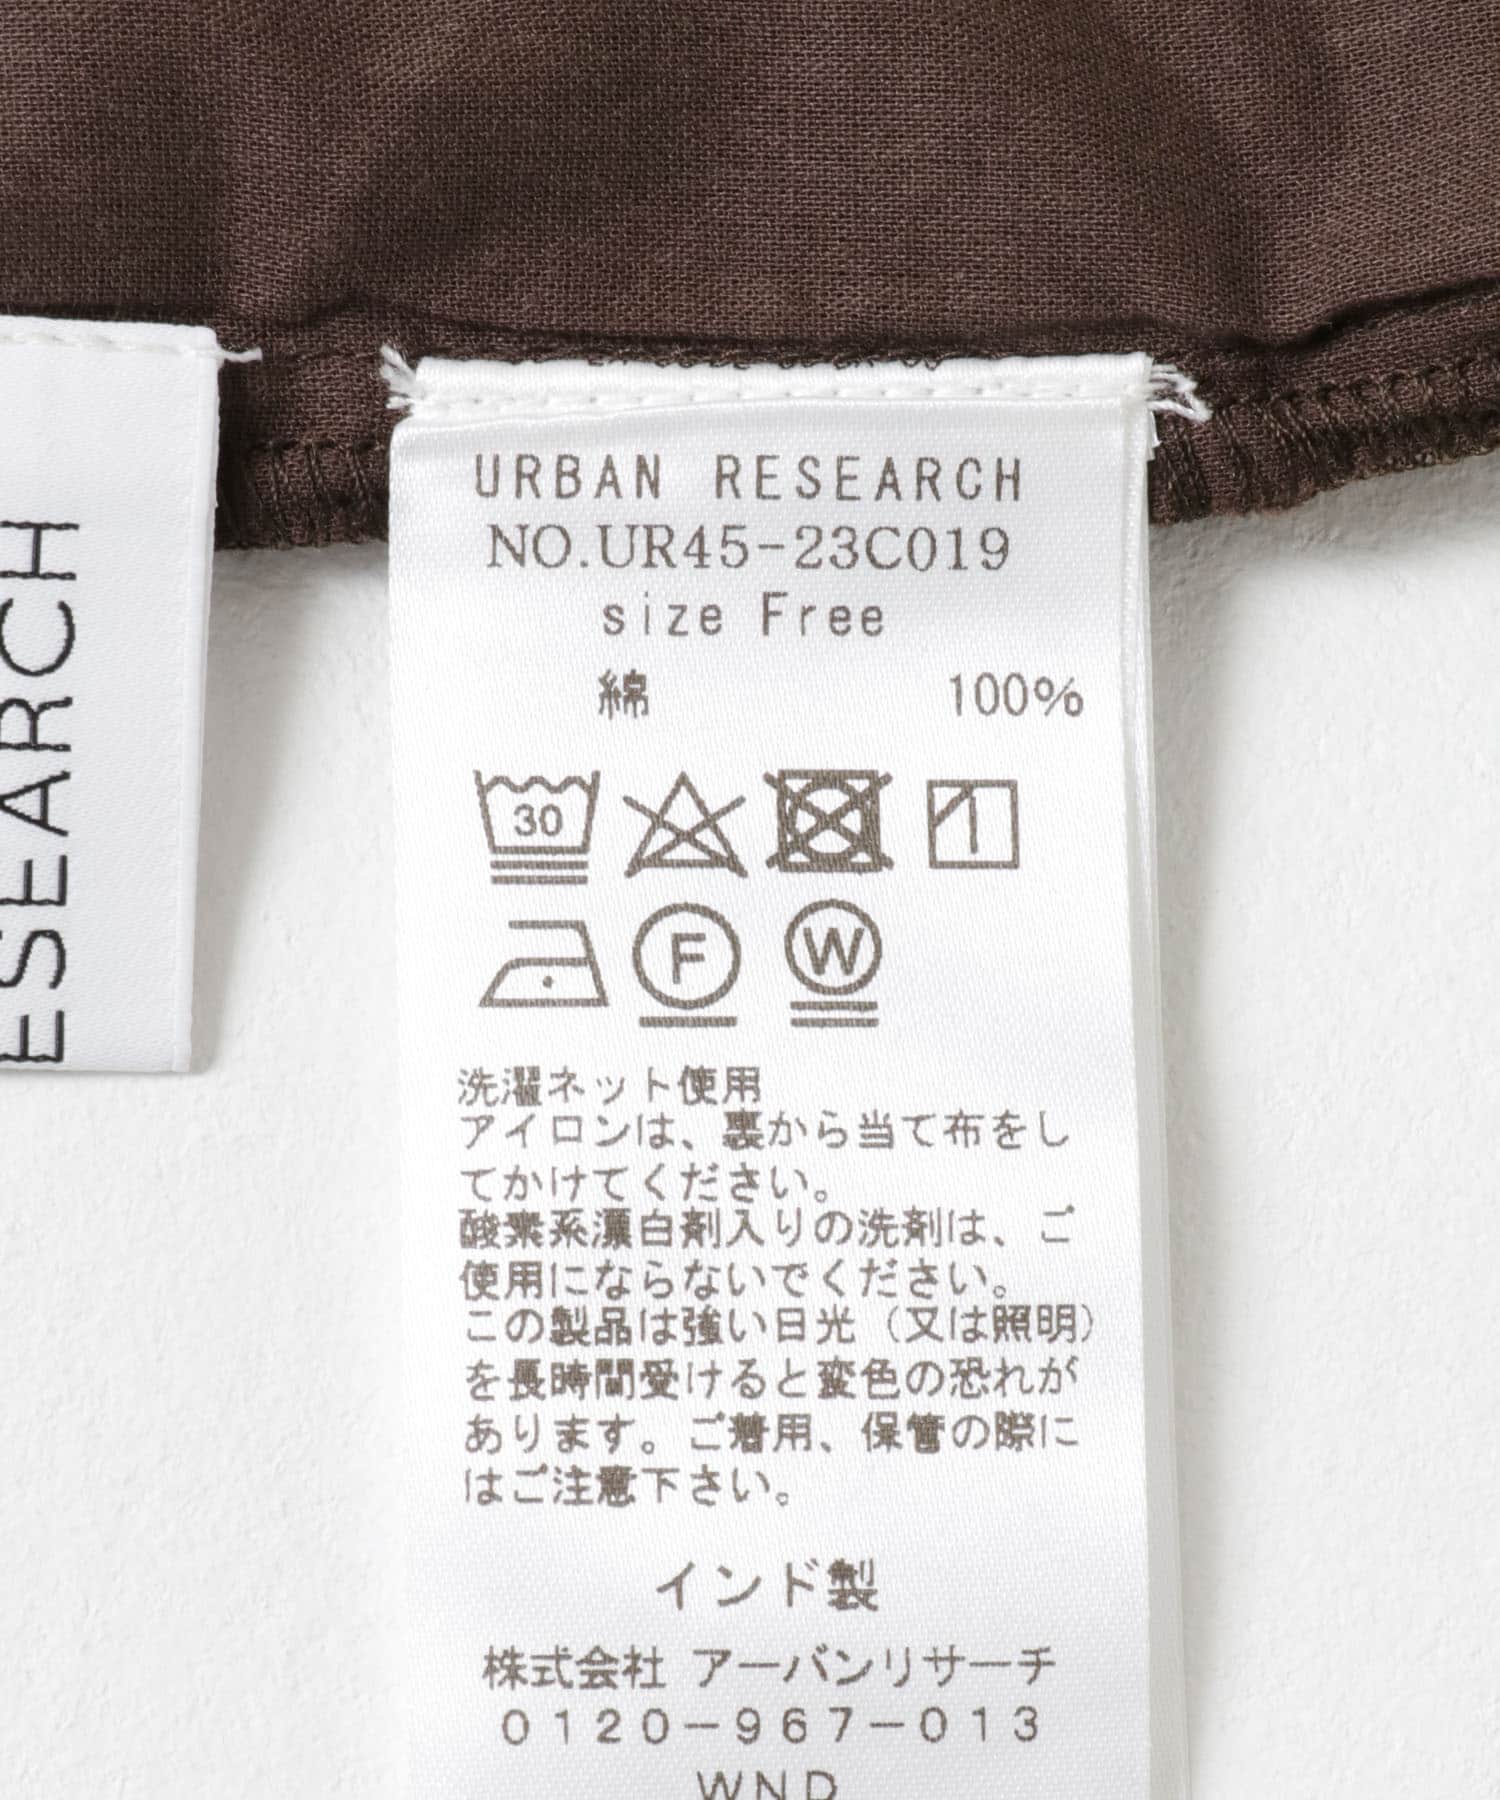 ESEARCH
URBAN RESEARCH
NO.UR45-23C019
size Free
綿 100%
30
F W
洗濯ネット使用
アイロンは、裏から当て布をし
てかけてください。
酸素系漂白剤入りの洗剤は、ご
使用にならないでください。
この製品は強い日光（又は照明）
を長時間受けると変色の恐れが
あります。ご着用、保管の際に
はご注意下さい。
インド製
株式会社 アーバンリサーチ
0120-967-013
WND